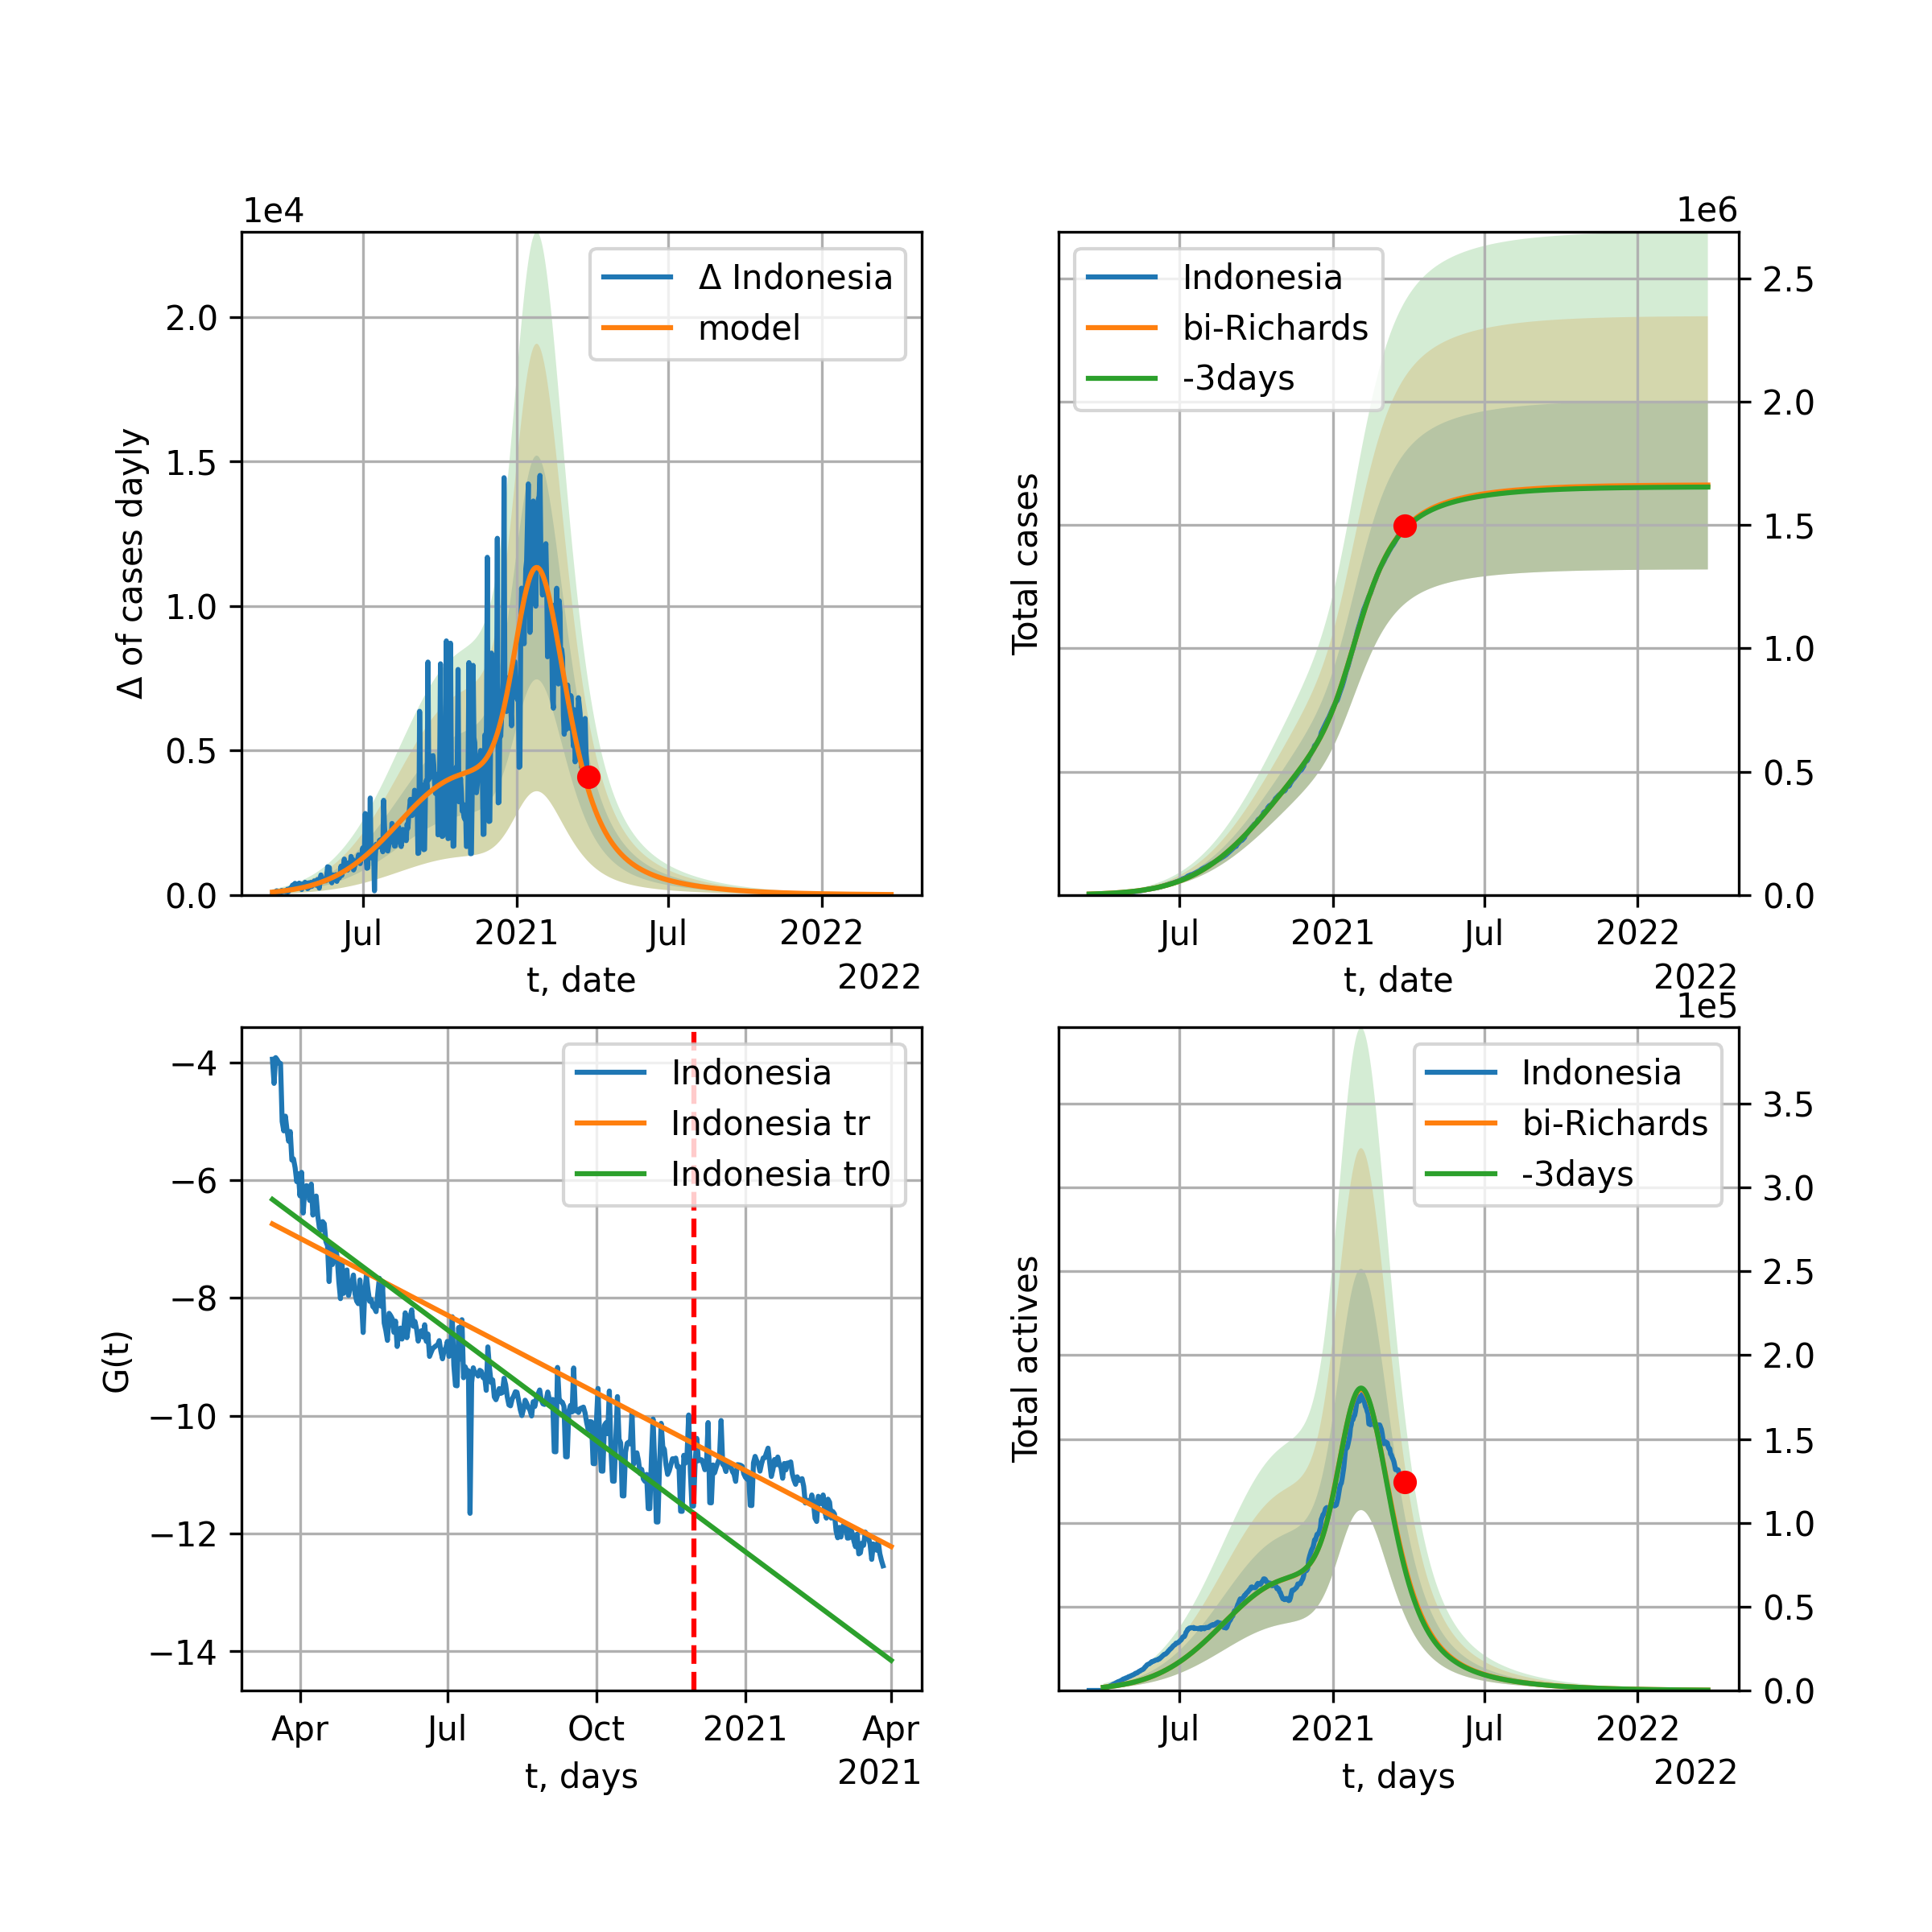 1e4
2.0
1.5
1.0
0.5
0.0
Δ of cases dayly
Δ Indonesia
model
Jul
2021
Jul
2022
t, date
2022
1e6
Indonesia
bi-Richards
-3days
Total cases
2.5
2.0
1.5
1.0
0.5
0.0
Jul
2021
Jul
2022
t, date
2022
−4
−6
−8
−10
−12
−14
G(t)
Indonesia
Indonesia tr
Indonesia tr0
Apr
Jul
Oct
2021
Apr
t, days
2021
1e5
Indonesia
bi-Richards
-3days
Total actives
3.5
3.0
2.5
2.0
1.5
1.0
0.5
0.0
Jul
2021
Jul
2022
t, days
2022